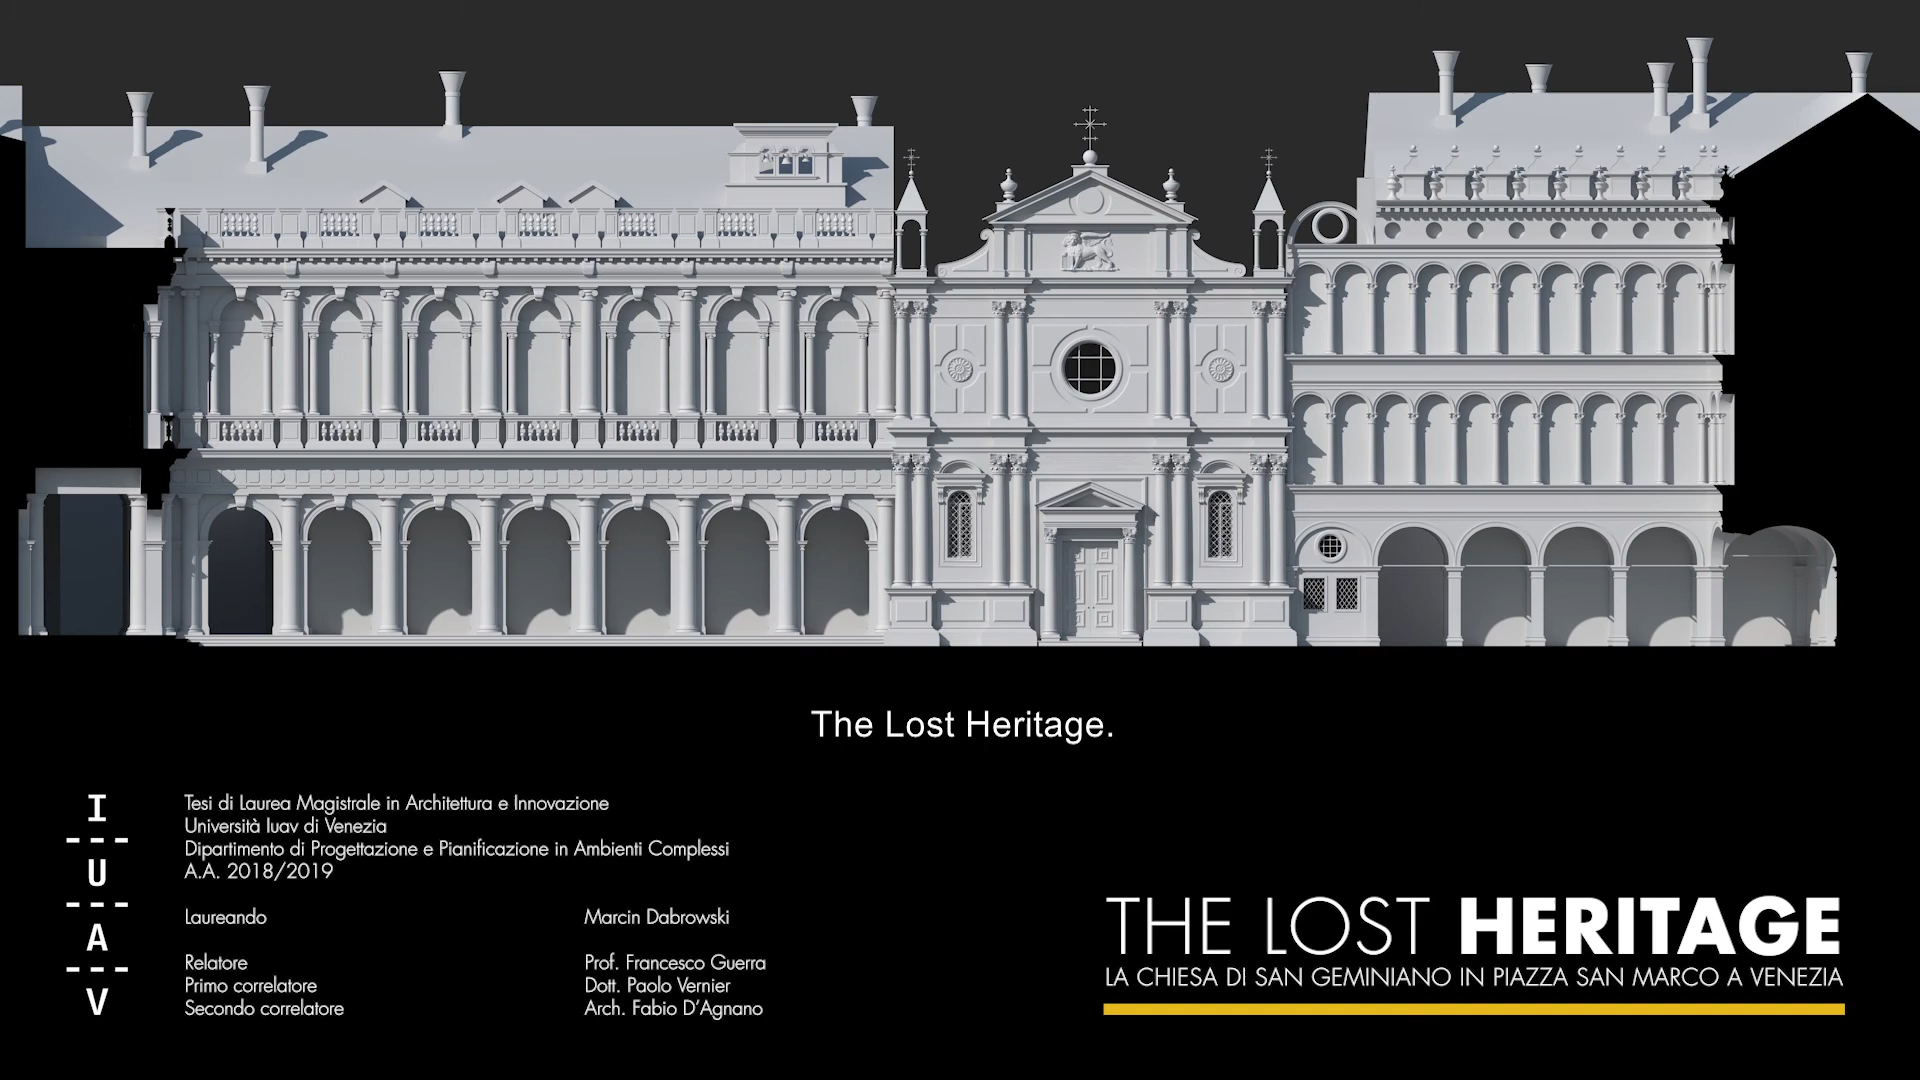 The Lost Heritage.
I
U
A
V
Tesi di Laurea Magistrale in Architettura e Innovazione
Università Iuav di Venezia
Dipartimento di Progettazione e Pianificazione in Ambienti Complessi
A.A. 2018/2019
Laureando Marcin Dabrowski
Relatore Prof. Francesco Guerra
Primo correlatore Dott. Paolo Vernier
Secondo correlatore Arch. Fabio D'Agnano
THE LOST HERITAGE
LA CHIESA DI SAN GEMINIANO IN PIAZZA SAN MARCO A VENEZIA